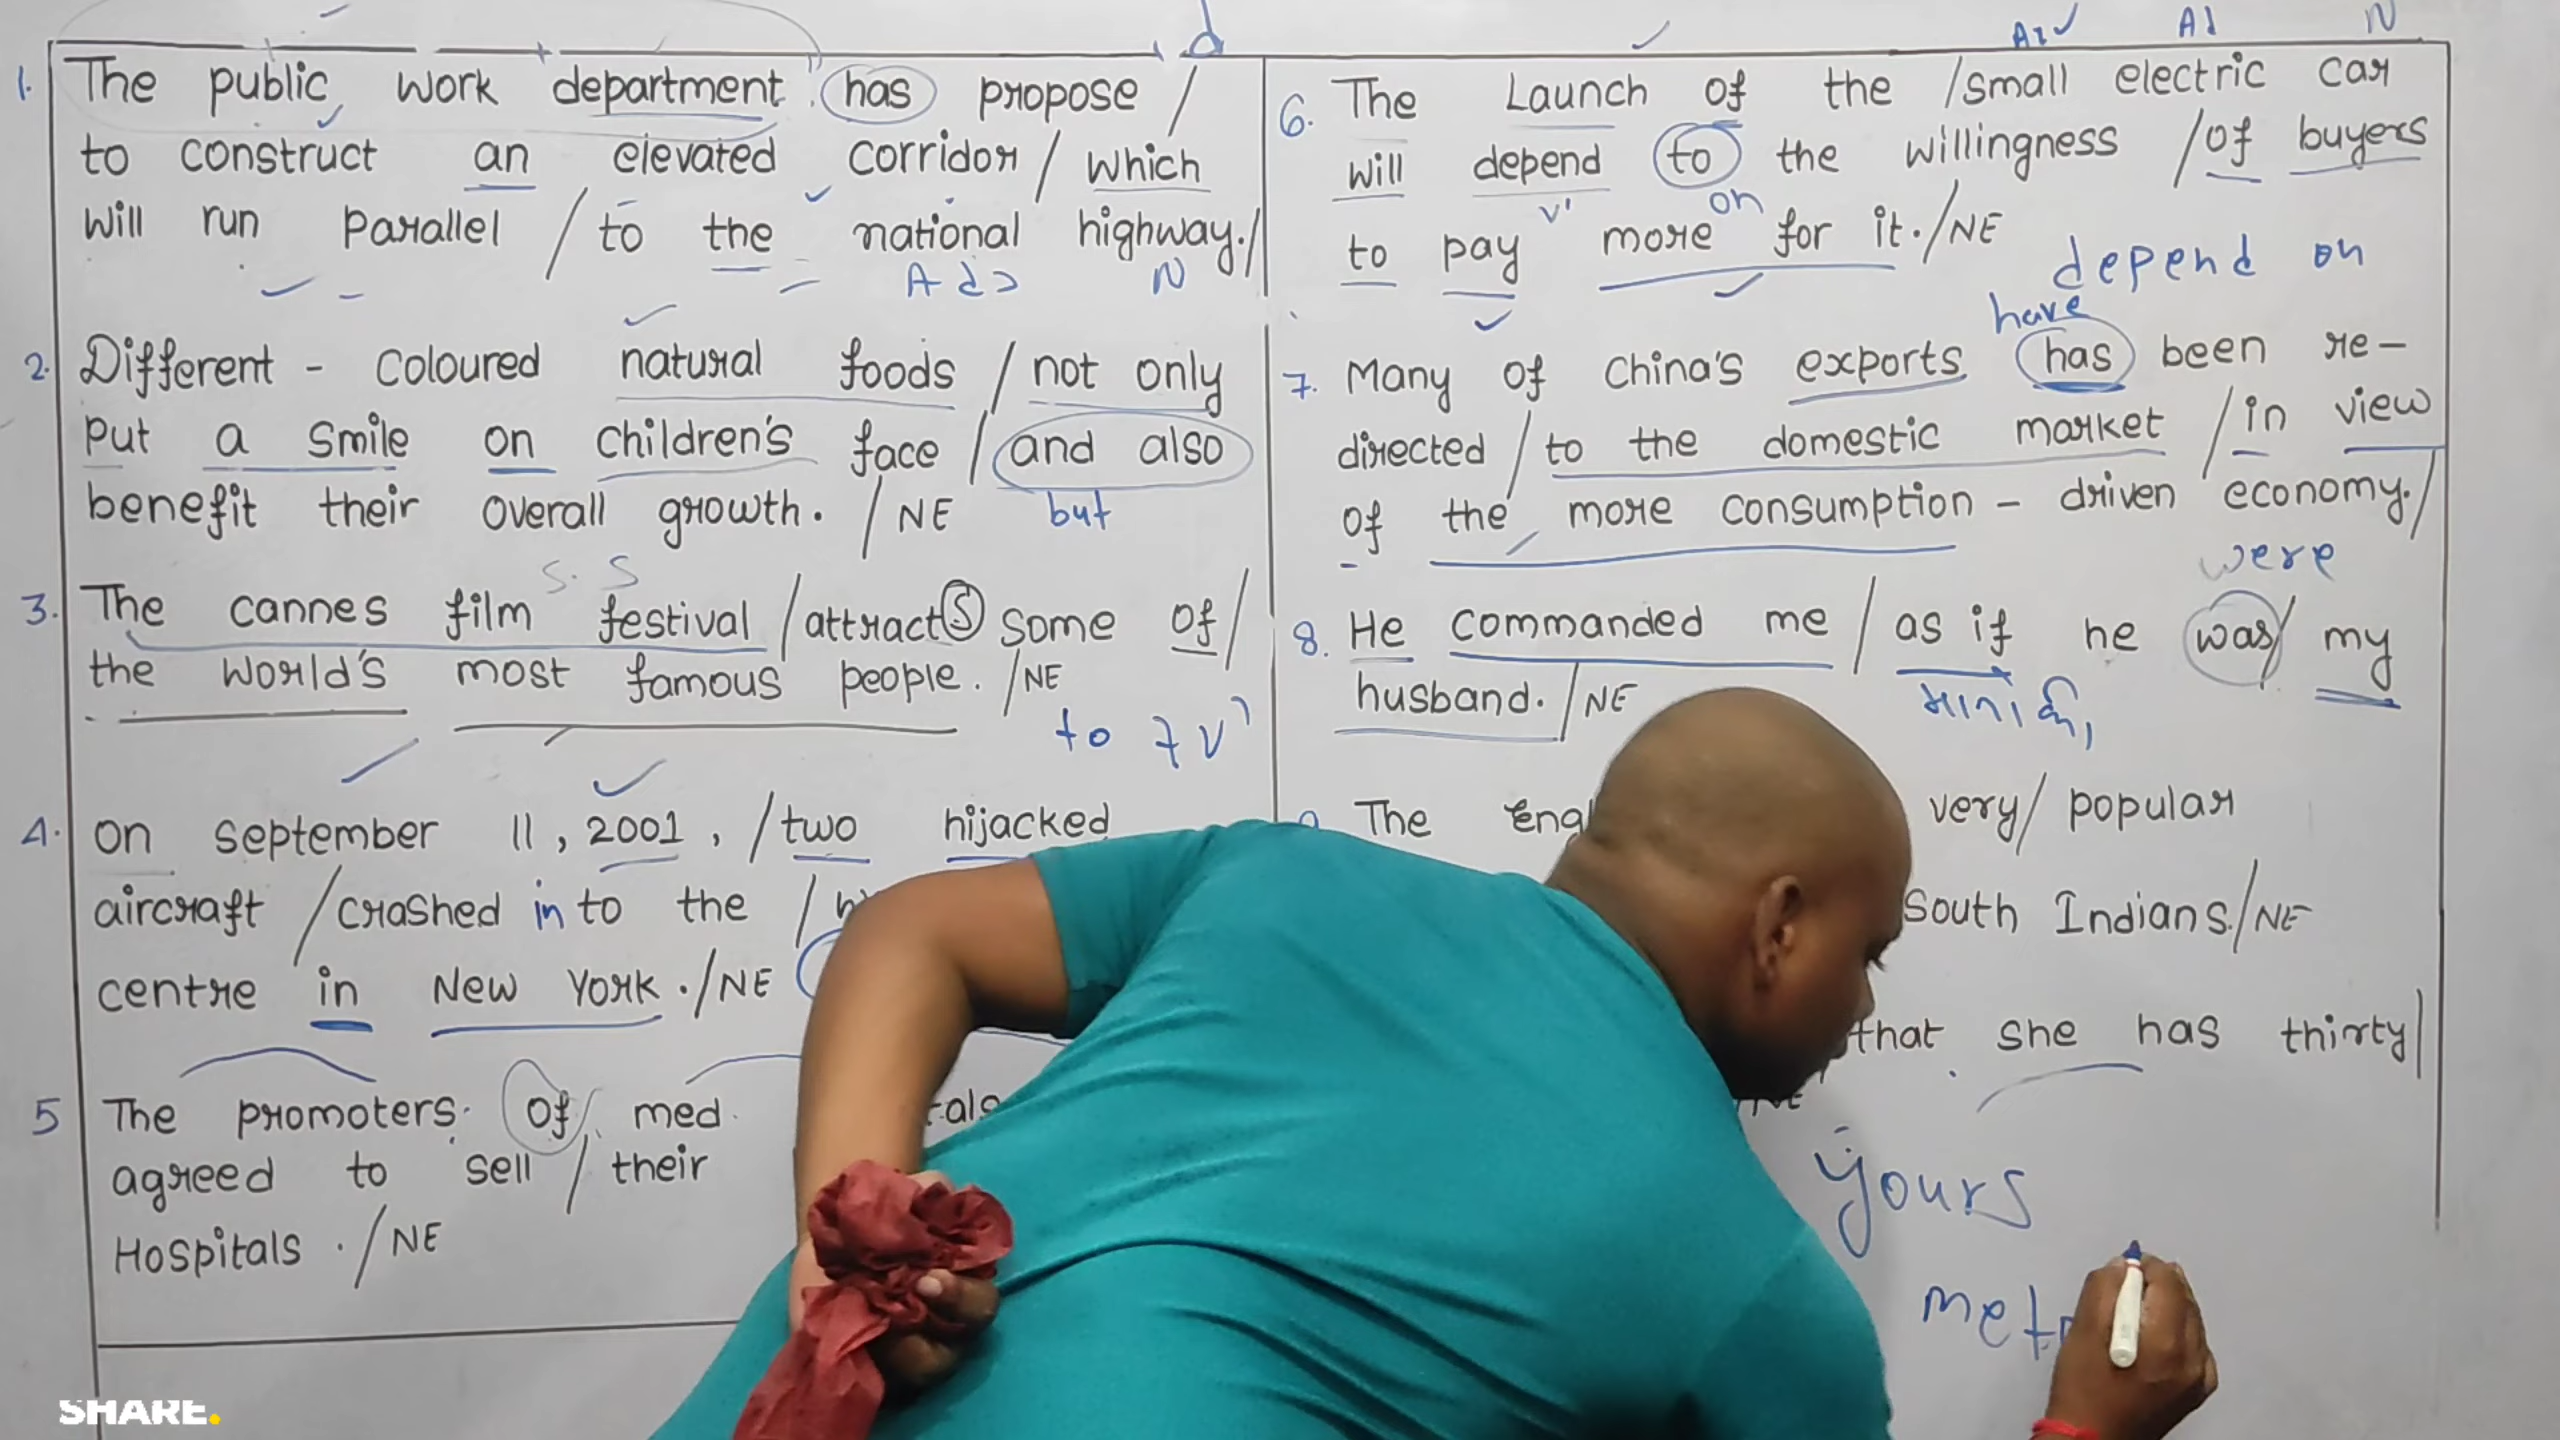 d
1. The public work department has propose /
to construct an elevated corridor / which
will run parallel / to the national highway./
Adj N
2. Different - coloured natural foods / not only
put a smile on children's face / and also
benefit their overall growth. / NE but
S. S
3. The cannes film festival / attract(s) some of /
the world's most famous people. / NE
to
4. on september 11, 2001, / two hijacked
aircraft / crashed into the /
centre in New York. / NE
5 The promoters of / med
agreed to sell / their
Hospitals . / NE
N
6. The Launch of the / small electric car
will depend to the willingness / of buyers
on
to pay more for it. / NE
depend on
have
7. Many of china's exports has been re-
directed / to the domestic market / in view
of the more consumption - driven economy. /
were
8. He commanded me / as if he was / my
husband. / NE मानो कि
The very / popular
South Indians. / NE
that she has thirty
yours